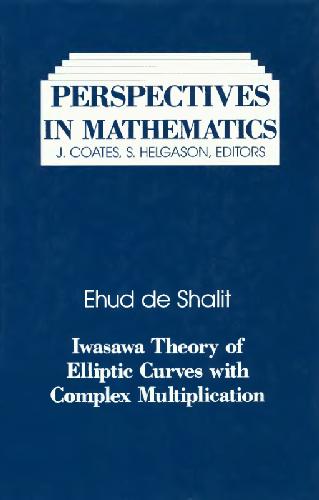 PERSPECTIVES
IN MATHEMATICS
J. COATES, S. HELGASON, EDITORS
Ehud de Shalit
Iwasawa Theory of
Elliptic Curves with
Complex Multiplication